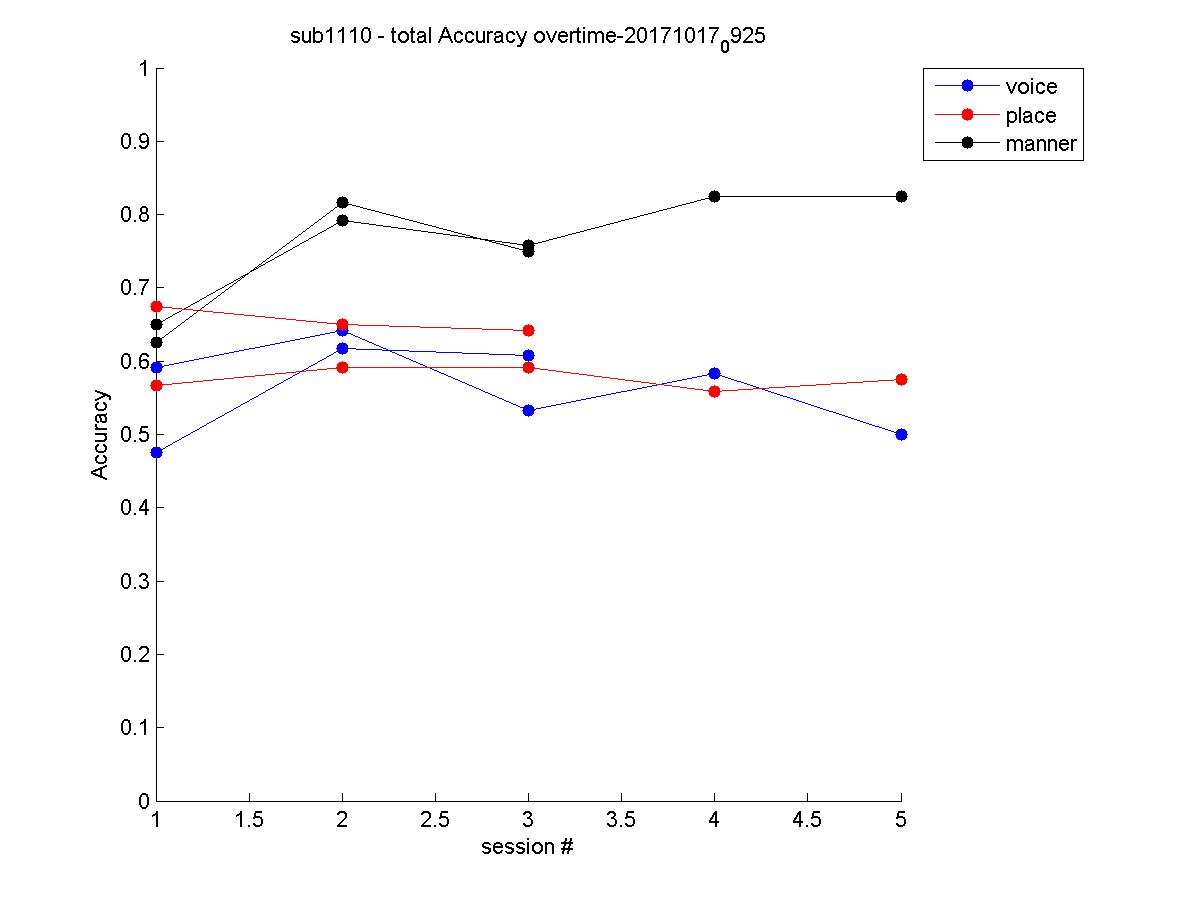 sub1110 - total Accuracy overtime-20171017_0925
voice
place
manner
1
0.9
0.8
0.7
0.6
0.5
0.4
0.3
0.2
0.1
0
Accuracy
1 1.5 2 2.5 3 3.5 4 4.5 5
session #